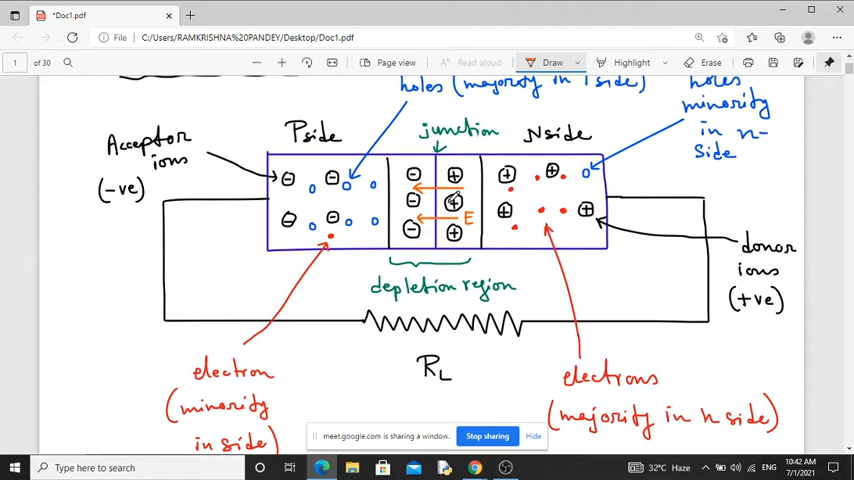 *Doc1.pdf
File
C:/Users/RAMKRISHNA%20PANDEY/Desktop/Doc1.pdf
1
of 30
Page view
Read aloud
Draw
Highlight
Erase
holes (majority in P side)
holes
minority
in n-
side
Acceptor
ions
(-ve)
Pside
junction
Nside
E
depletion region
donor
ions
(+ve)
RL
electron
(minority
in side)
electrons
(majority in n side)
meet.google.com is sharing a window.
Stop sharing
Hide
Type here to search
32°C Haze
ENG
10:42 AM
7/1/2021